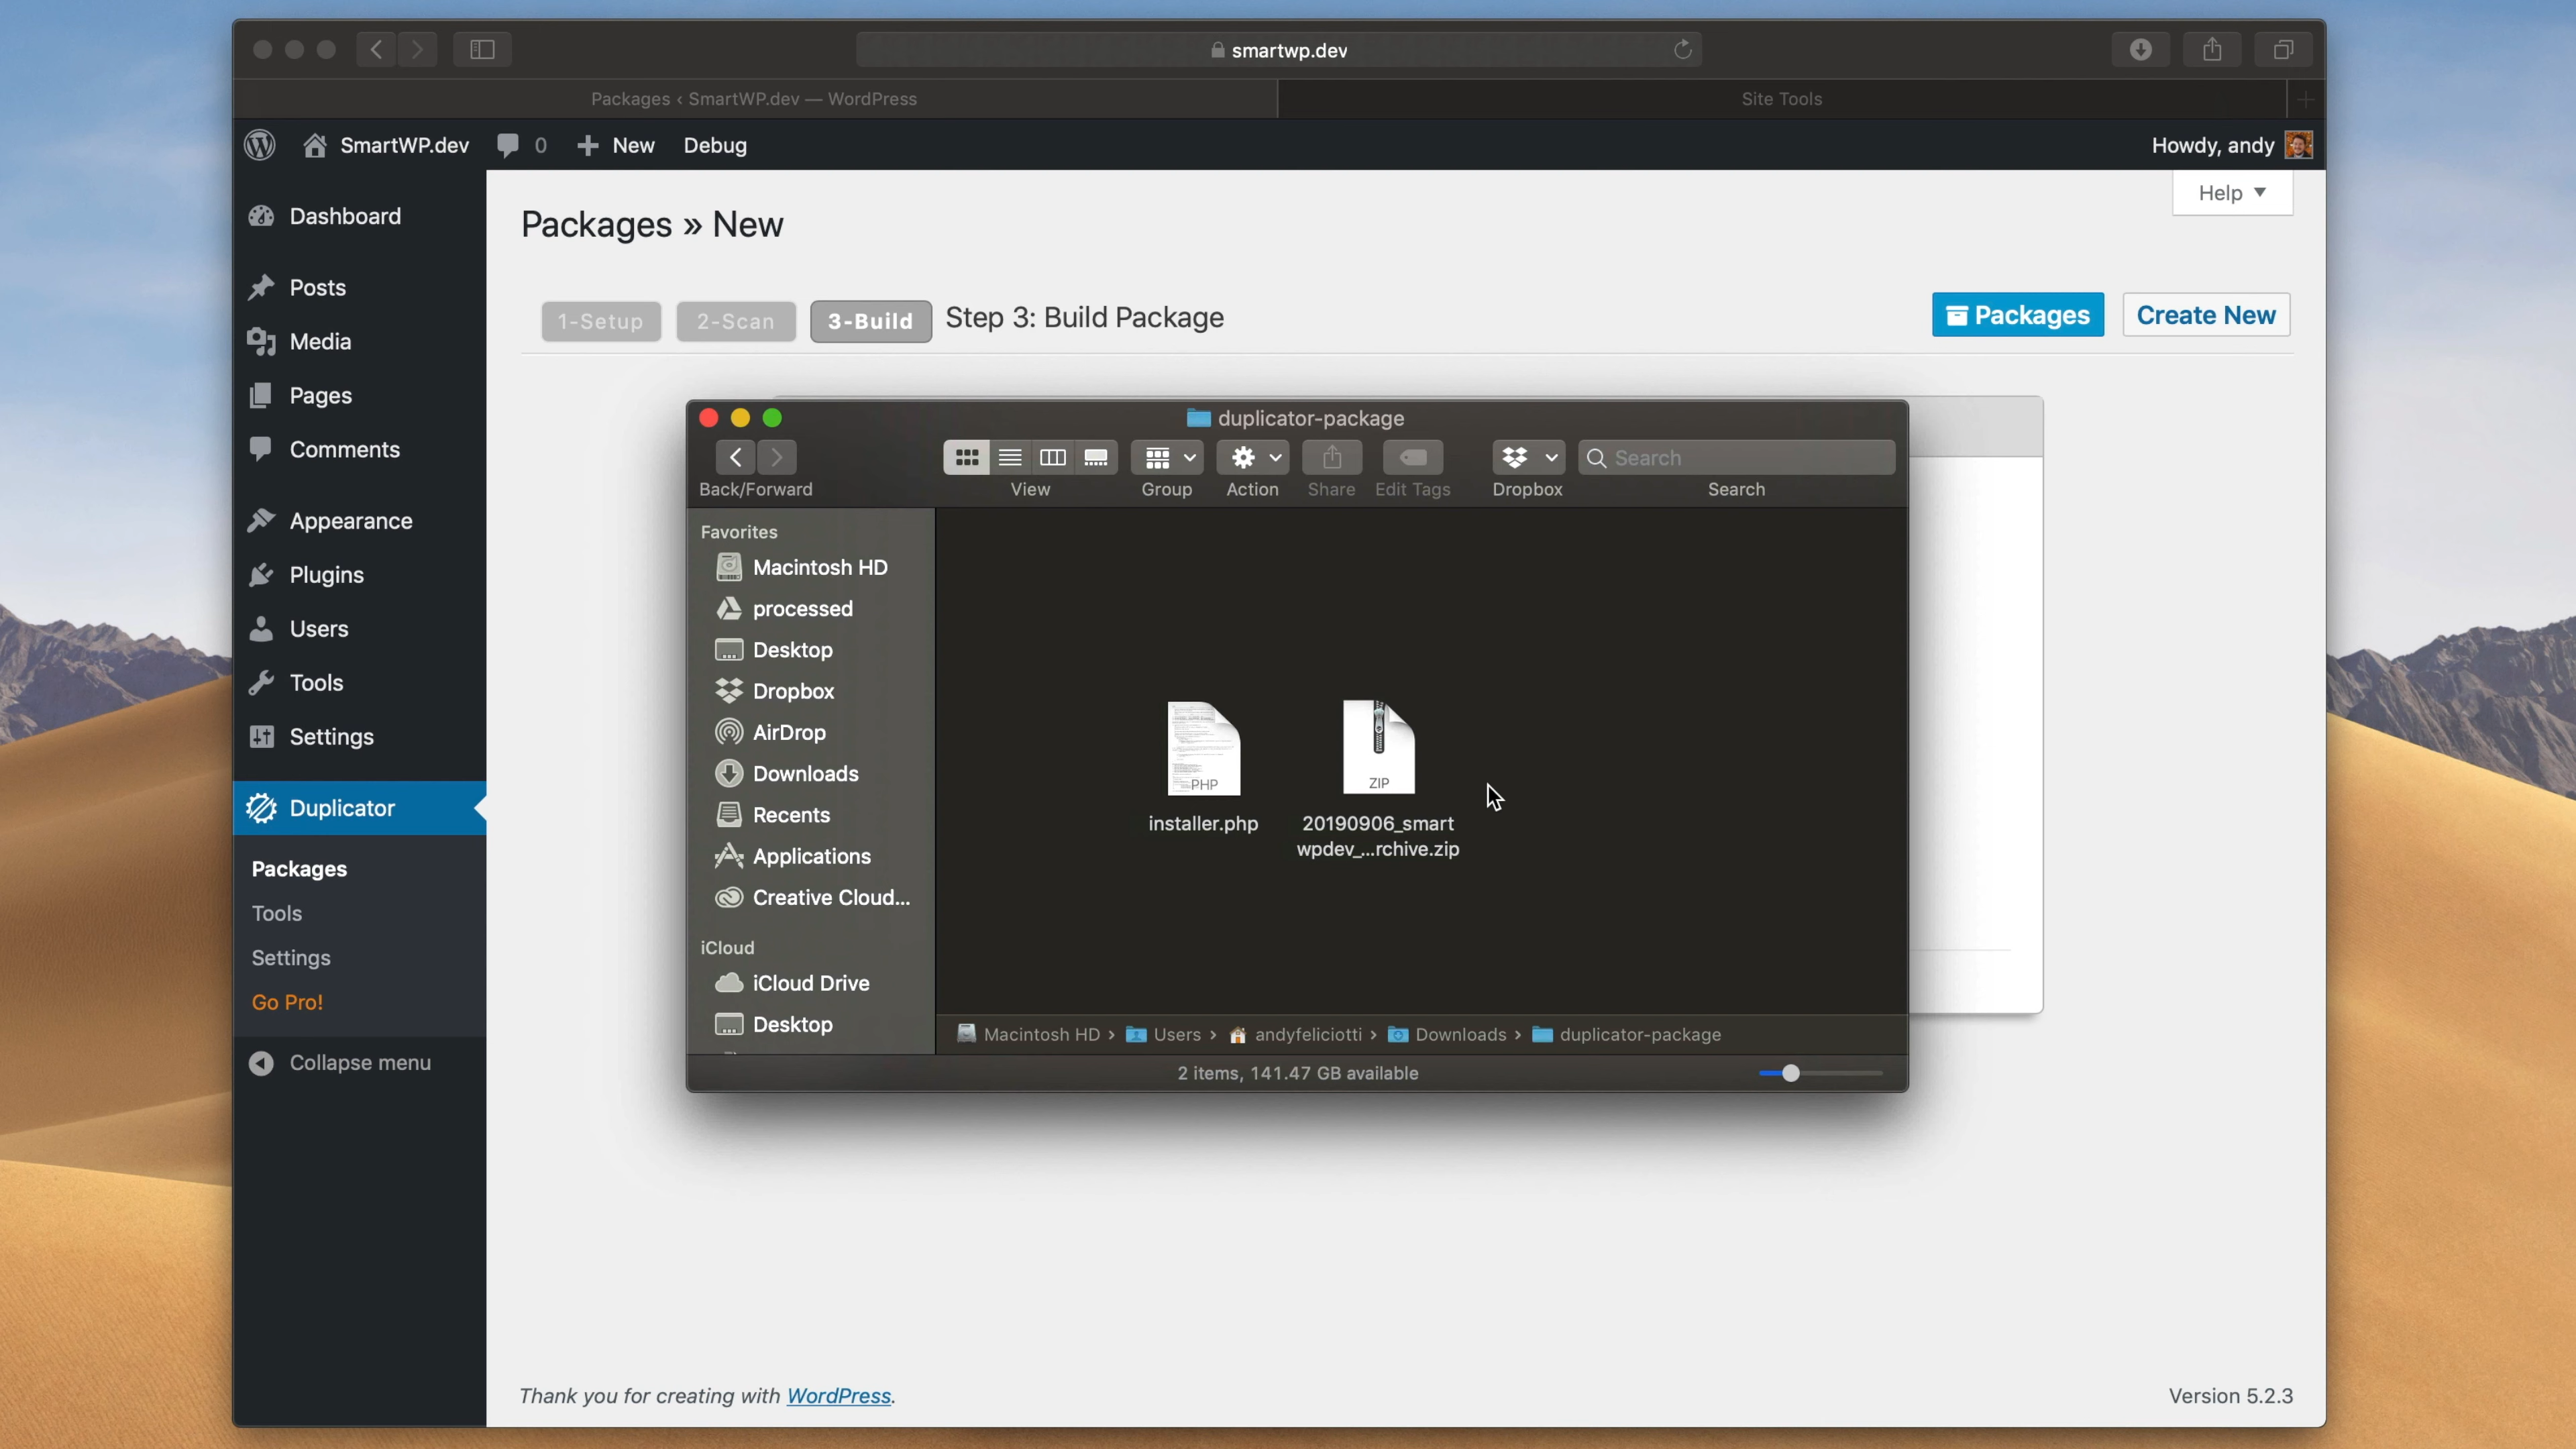 smartwp.dev
Packages ‹ SmartWP.dev — WordPress
Site Tools
SmartWP.dev
0
New
Debug
Howdy, andy
Dashboard
Posts
Media
Pages
Comments
Appearance
Plugins
Users
Tools
Settings
Duplicator
Packages
Tools
Settings
Go Pro!
Collapse menu
Help
Packages » New
1-Setup
2-Scan
3-Build
Step 3: Build Package
Packages
Create New
duplicator-package
Back/Forward
View
Group
Action
Share
Edit Tags
Dropbox
Search
Search
Favorites
Macintosh HD
processed
Desktop
Dropbox
AirDrop
Downloads
Recents
Applications
Creative Cloud...
iCloud
iCloud Drive
Desktop
PHP
installer.php
ZIP
20190906_smart
wpdev_...rchive.zip
Macintosh HD › Users › andyfeliciotti › Downloads › duplicator-package
2 items, 141.47 GB available
Thank you for creating with WordPress.
Version 5.2.3